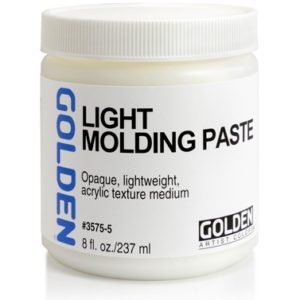 GOLDEN
LIGHT
MOLDING PASTE
Opaque, lightweight,
acrylic texture medium
#3575-5
8 fl. oz./237 ml
GOLDEN
ARTIST COLORS